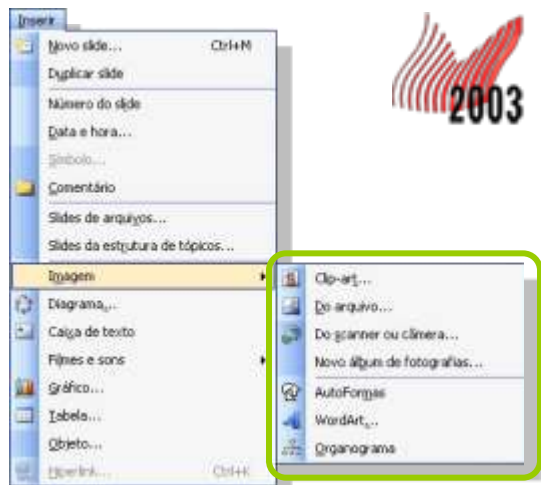 Inserir
Novo slide... Ctrl+M
Duplicar slide
Número do slide
Data e hora...
Símbolo...
Comentário
Slides de arquivos...
Slides da estrutura de tópicos...
Imagem
Diagrama...
Caixa de texto
Filmes e sons
Gráfico...
Tabela...
Objeto...
Hiperlink... Ctrl+K
2003
Clip-art...
Do arquivo...
Do scanner ou câmera...
Novo álbum de fotografias...
AutoFormas
WordArt...
Organograma